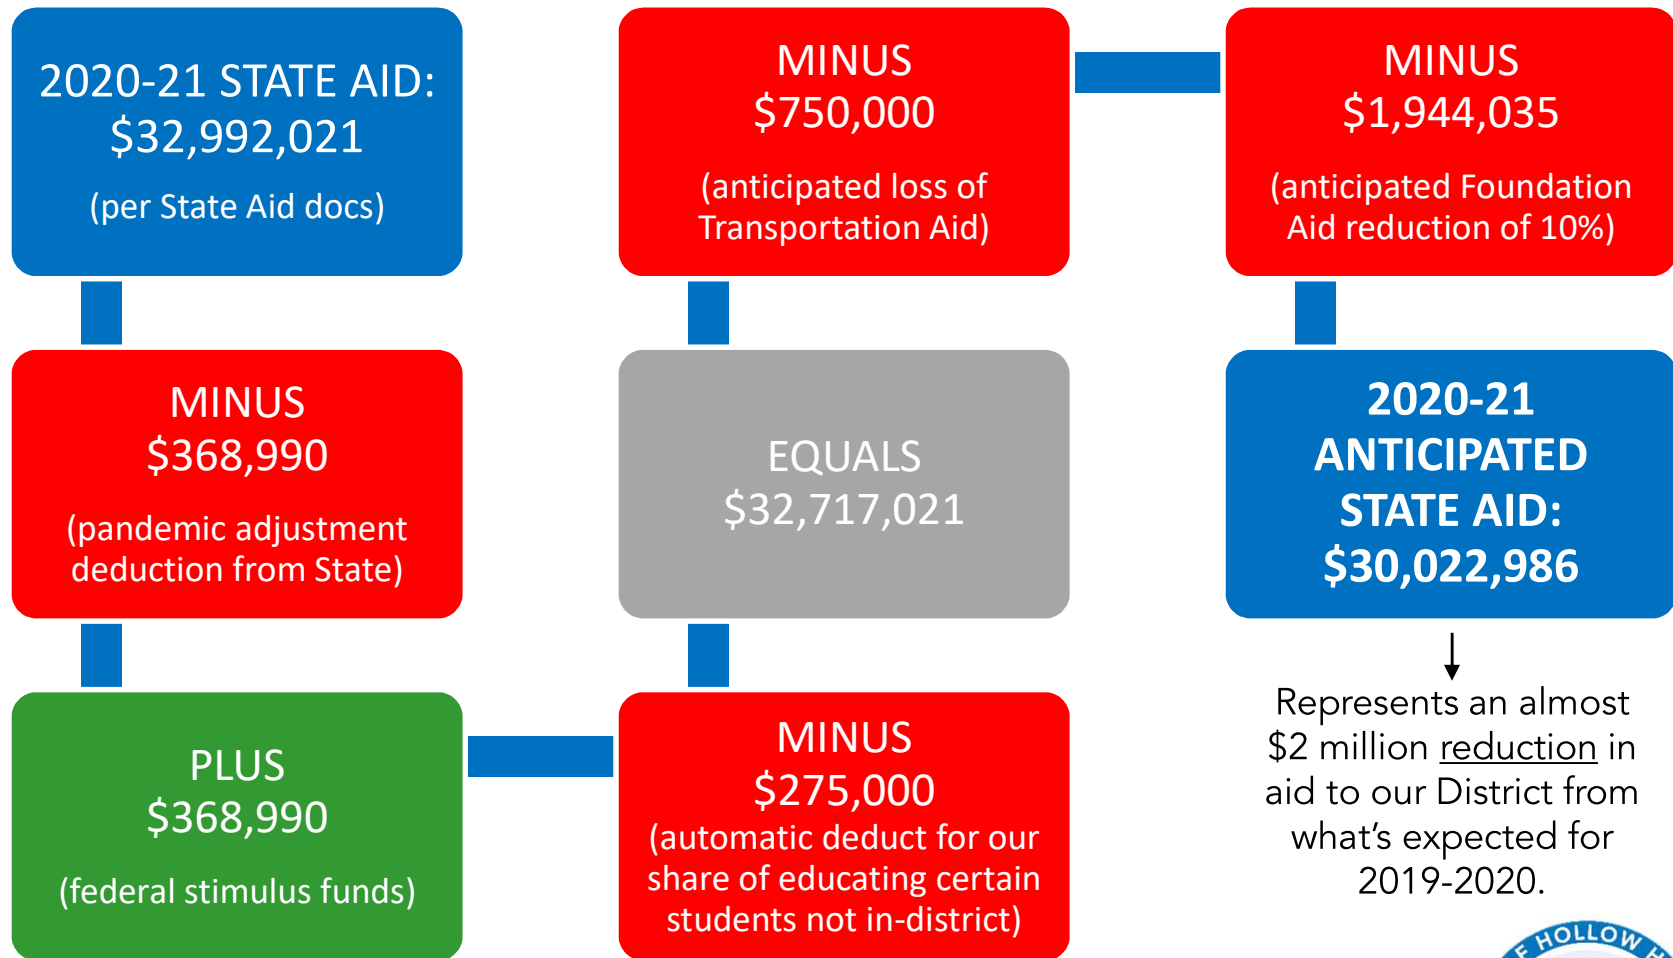 2020-21 STATE AID:
$32,992,021
(per State Aid docs)
MINUS
$368,990
(pandemic adjustment
deduction from State)
PLUS
$368,990
(federal stimulus funds)
MINUS
$275,000
(automatic deduct for our
share of educating certain
students not in-district)
EQUALS
$32,717,021
MINUS
$750,000
(anticipated loss of
Transportation Aid)
MINUS
$1,944,035
(anticipated Foundation
Aid reduction of 10%)
2020-21
ANTICIPATED
STATE AID:
$30,022,986
Represents an almost
$2 million reduction in
aid to our District from
what's expected for
2019-2020.
HOLLOW